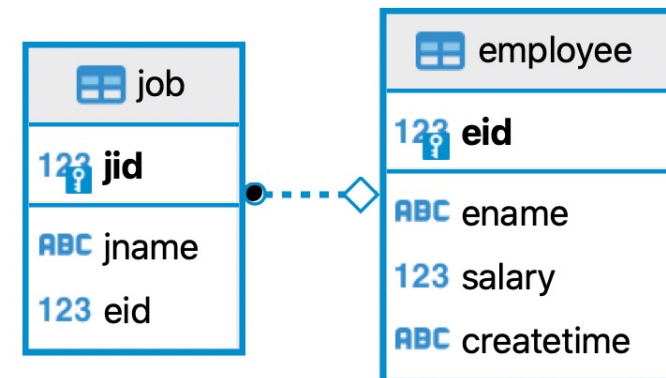 job
123 jid
ABC jname
123 eid
employee
123 eid
ABC ename
123 salary
ABC createtime